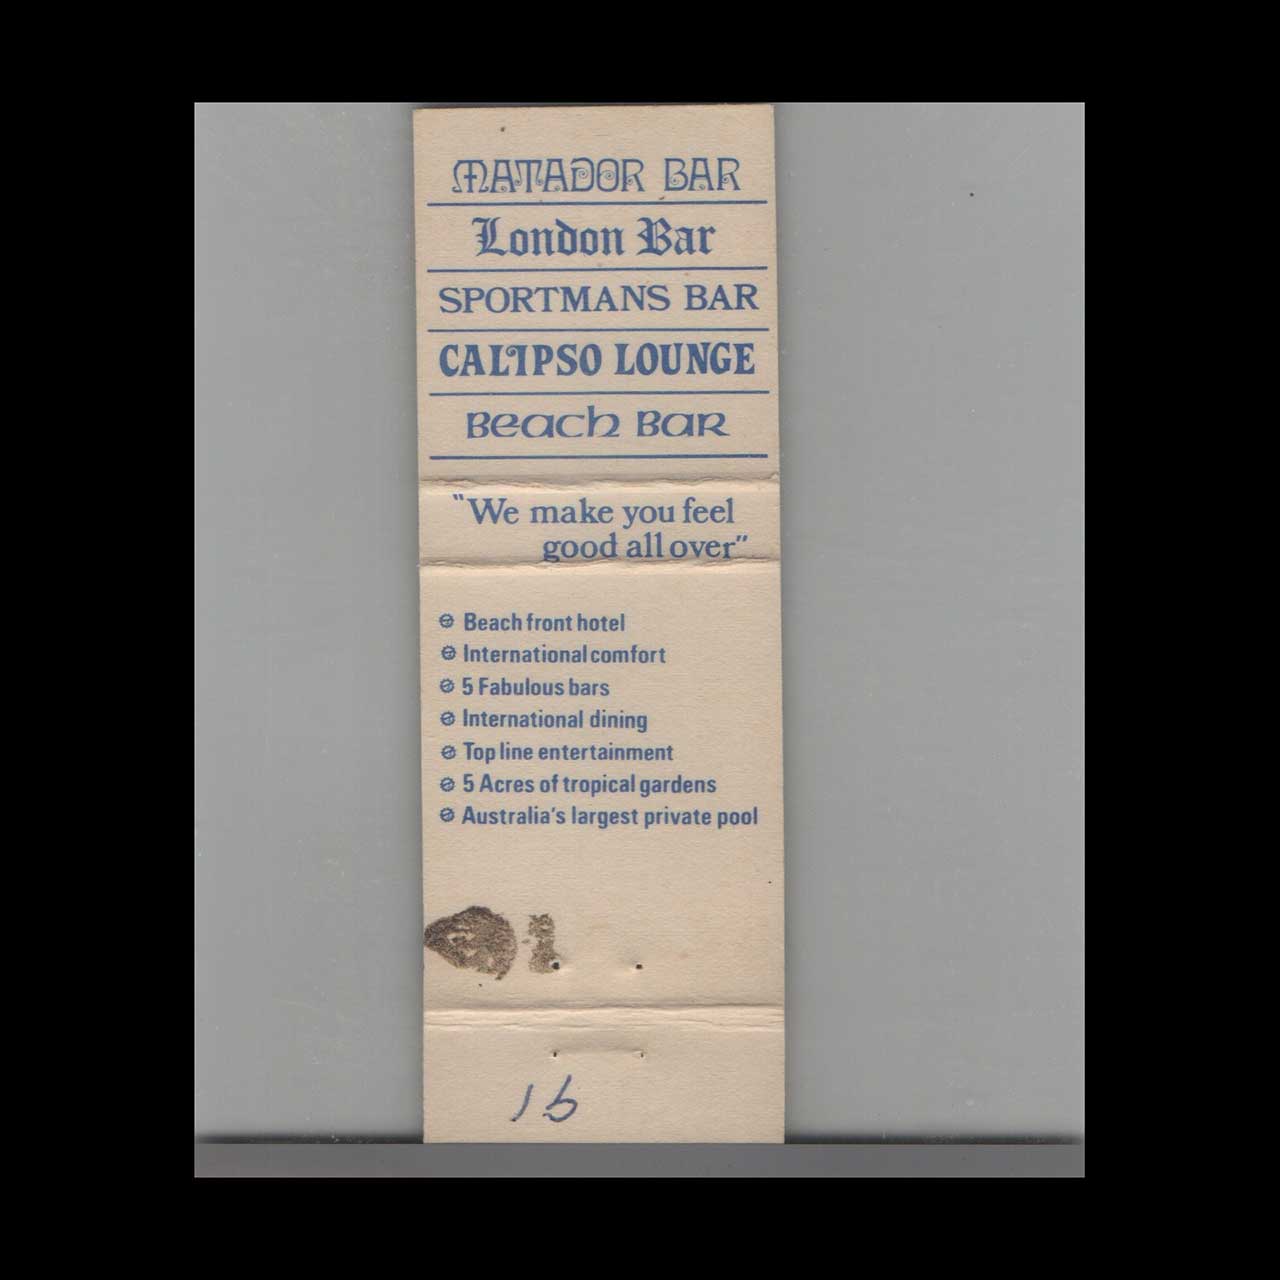 MATADOR BAR
London Bar
SPORTMANS BAR
CALIPSO LOUNGE
Beach Bar
"We make you feel
good all over"
Beach front hotel
International comfort
5 Fabulous bars
International dining
Top line entertainment
5 Acres of tropical gardens
Australia's largest private pool